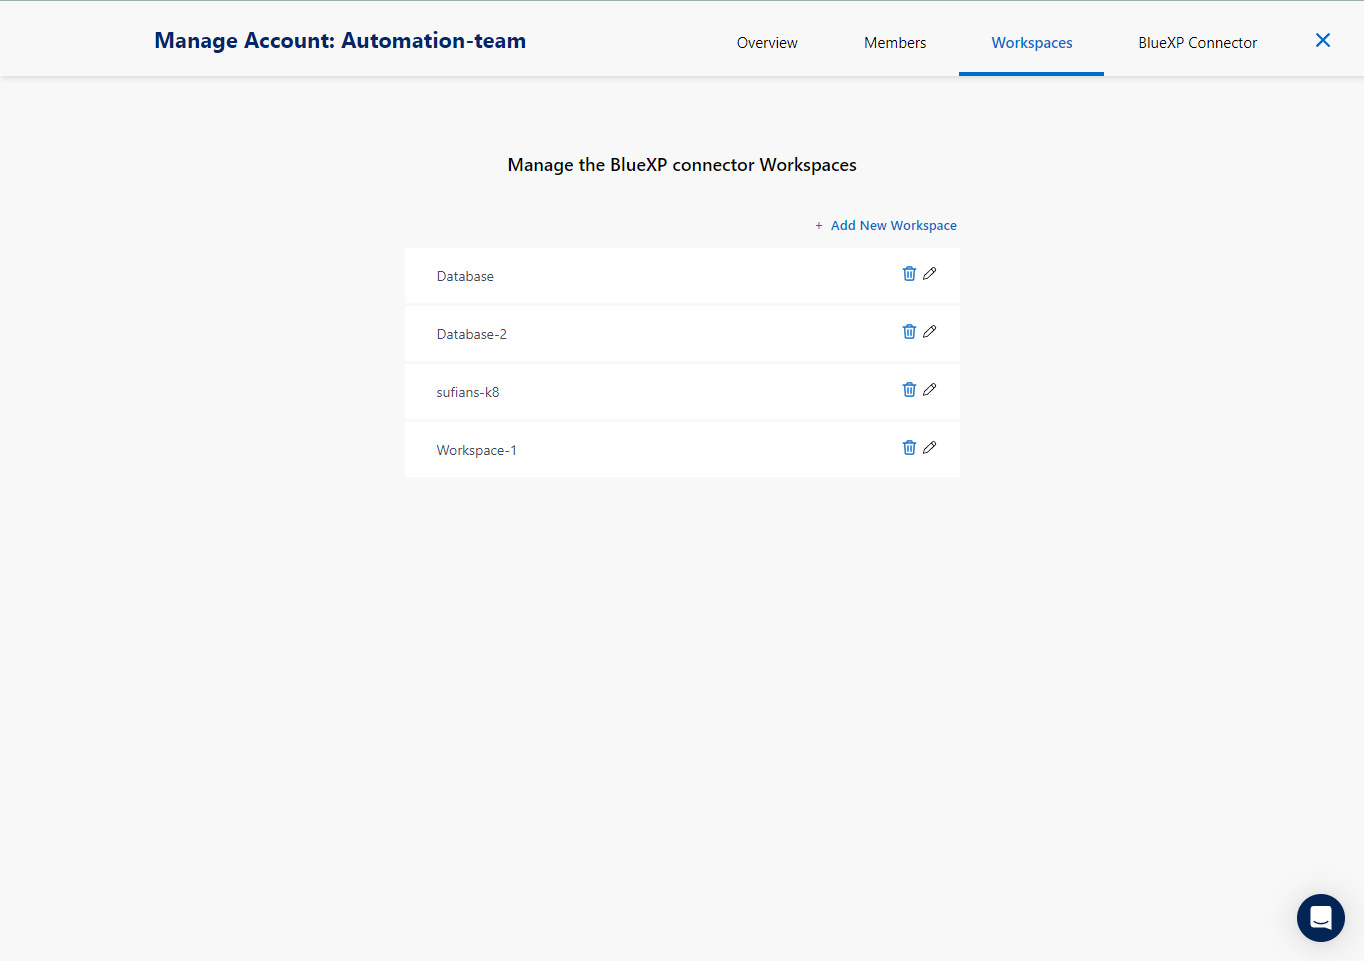 Manage Account: Automation-team
Overview
Members
Workspaces
BlueXP Connector
Manage the BlueXP connector Workspaces
+ Add New Workspace
Database
Database-2
sufians-k8
Workspace-1